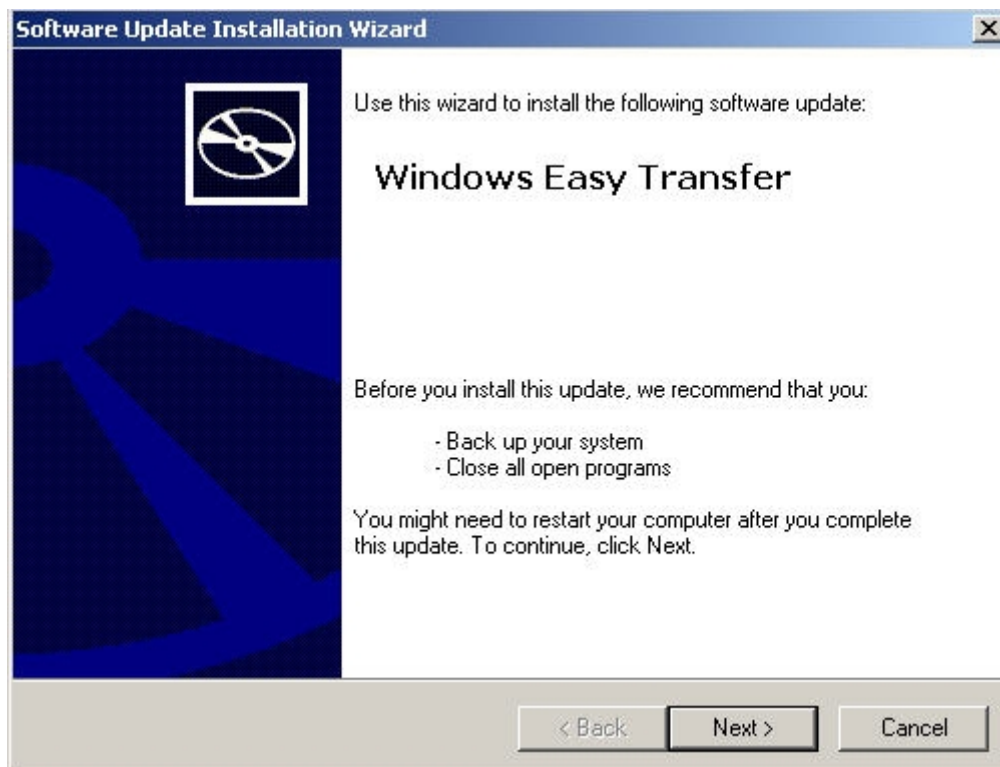 Software Update Installation Wizard
Use this wizard to install the following software update:
Windows Easy Transfer
Before you install this update, we recommend that you:
- Back up your system
- Close all open programs
You might need to restart your computer after you complete
this update. To continue, click Next.
< Back
Next >
Cancel